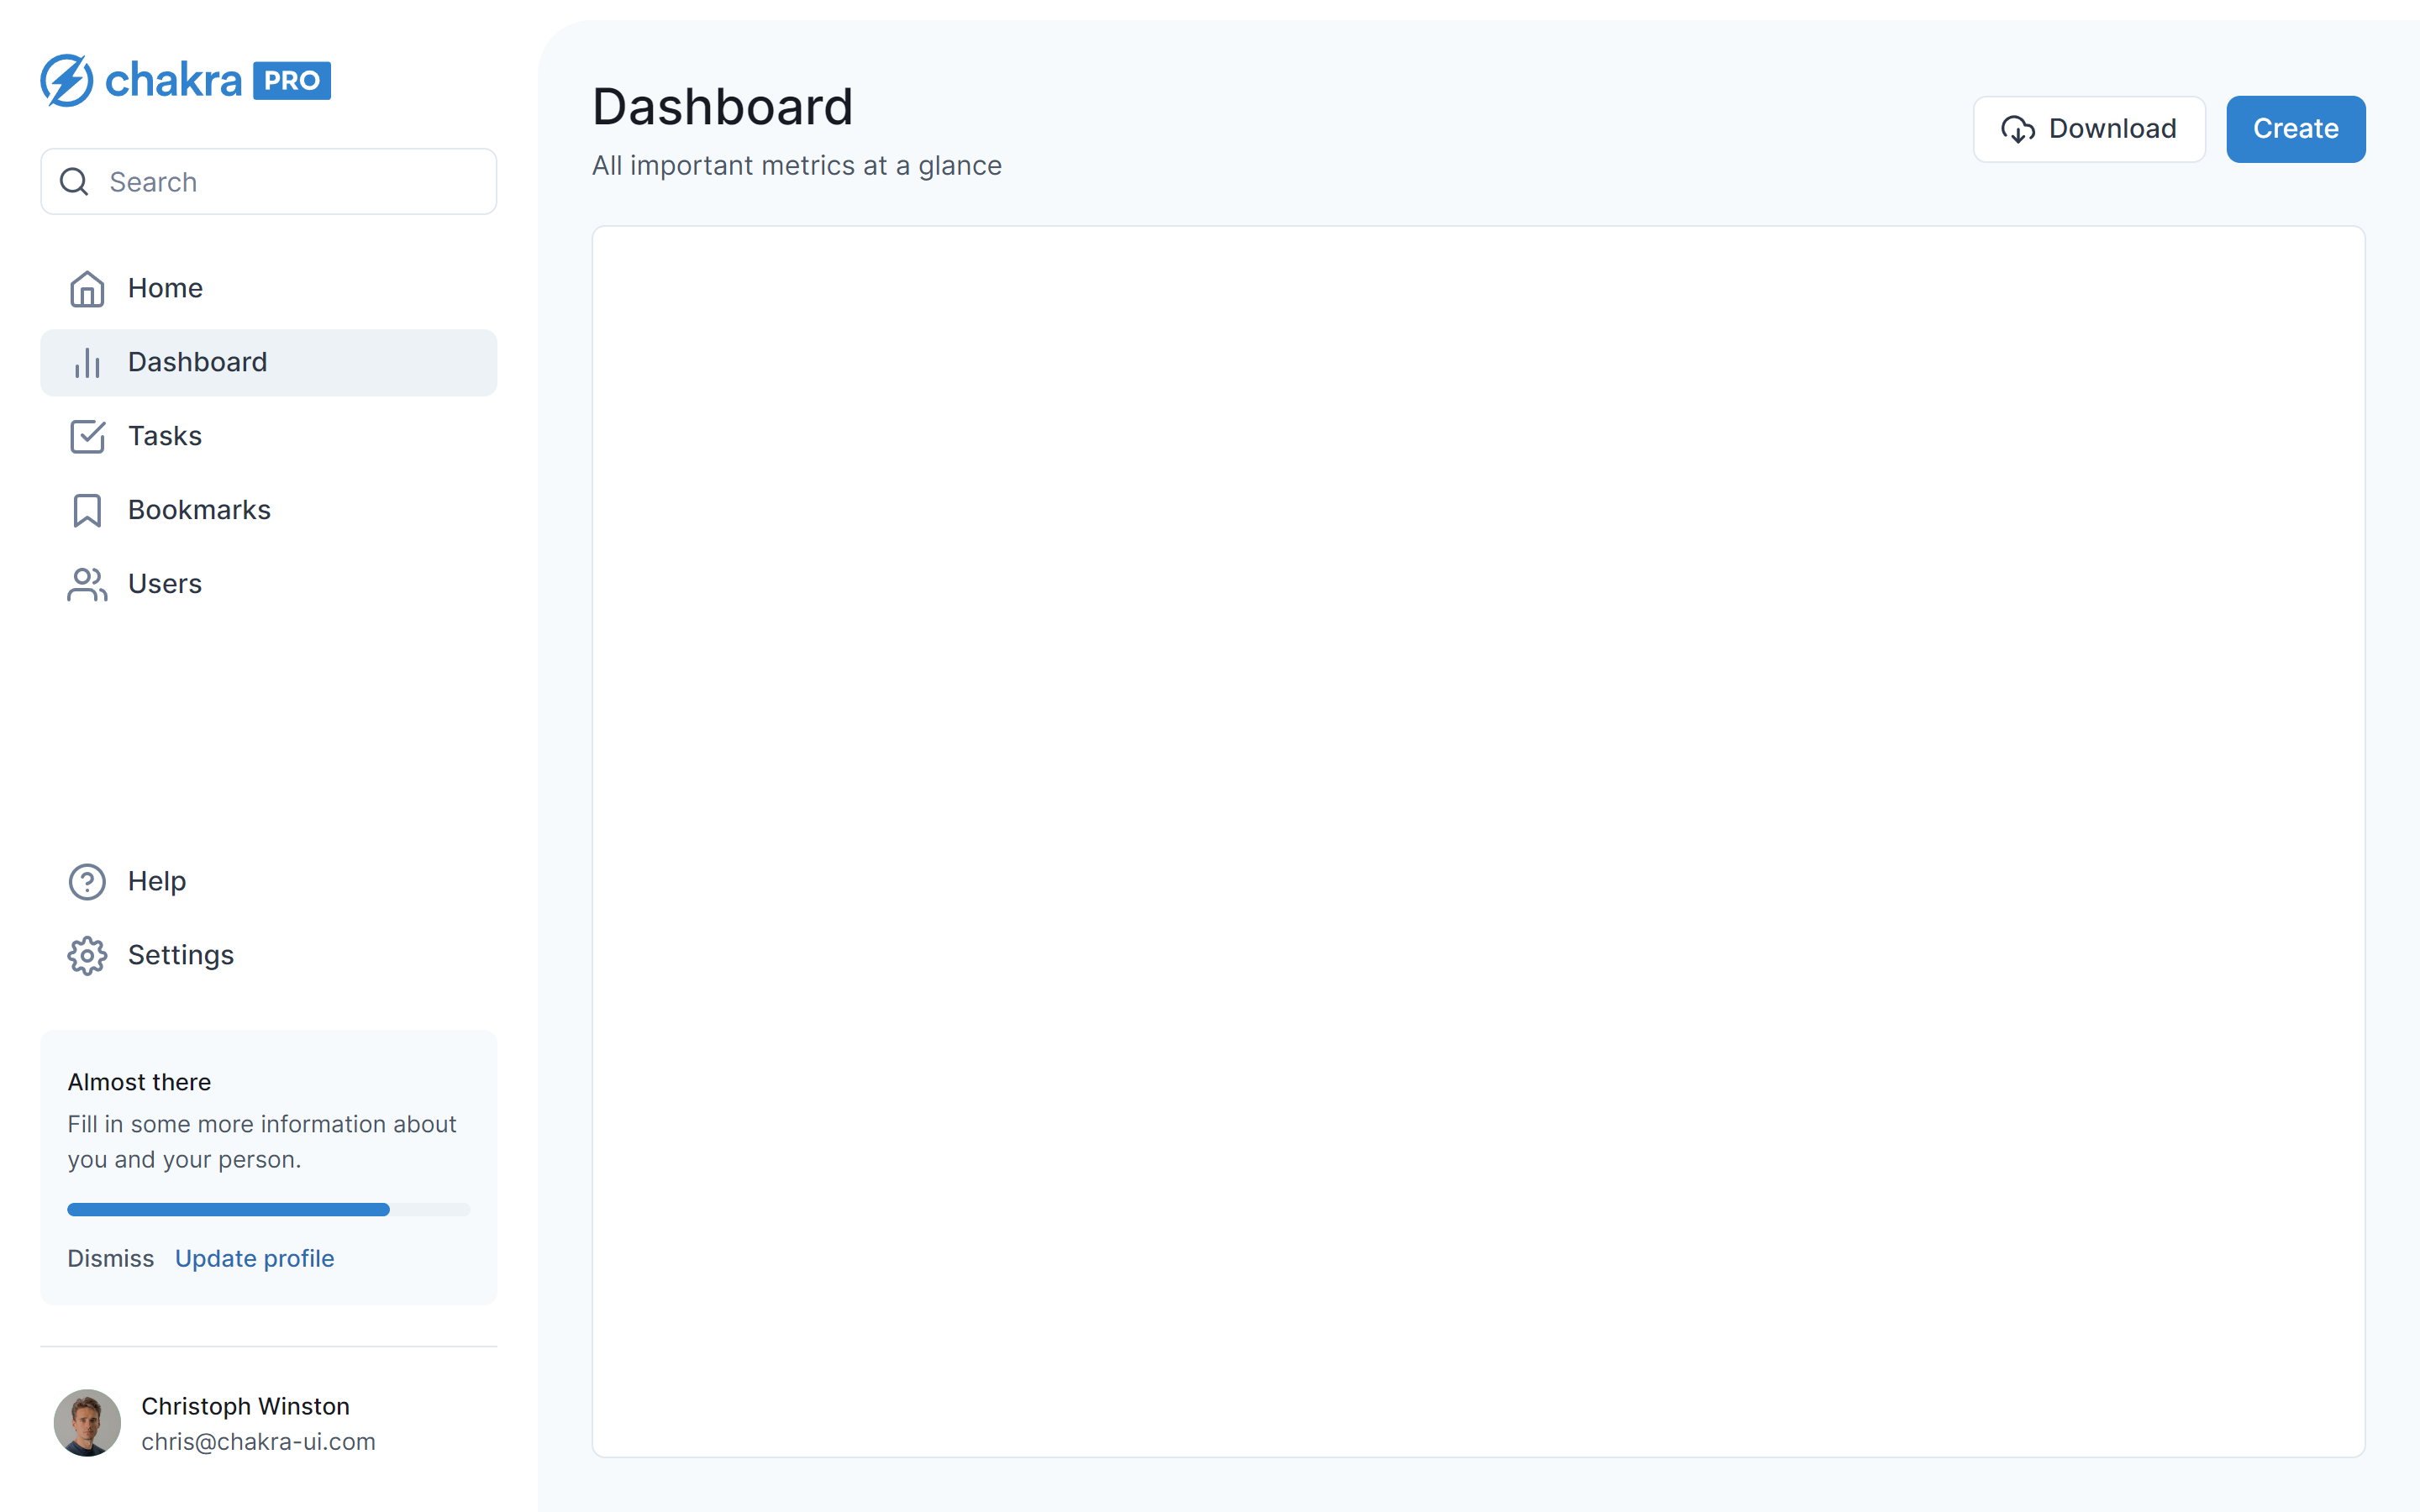 chakra PRO
Search
Home
Dashboard
Tasks
Bookmarks
Users
Help
Settings
Almost there
Fill in some more information about
you and your person.
Dismiss Update profile
Christoph Winston
chris@chakra-ui.com
Dashboard
All important metrics at a glance
Download
Create